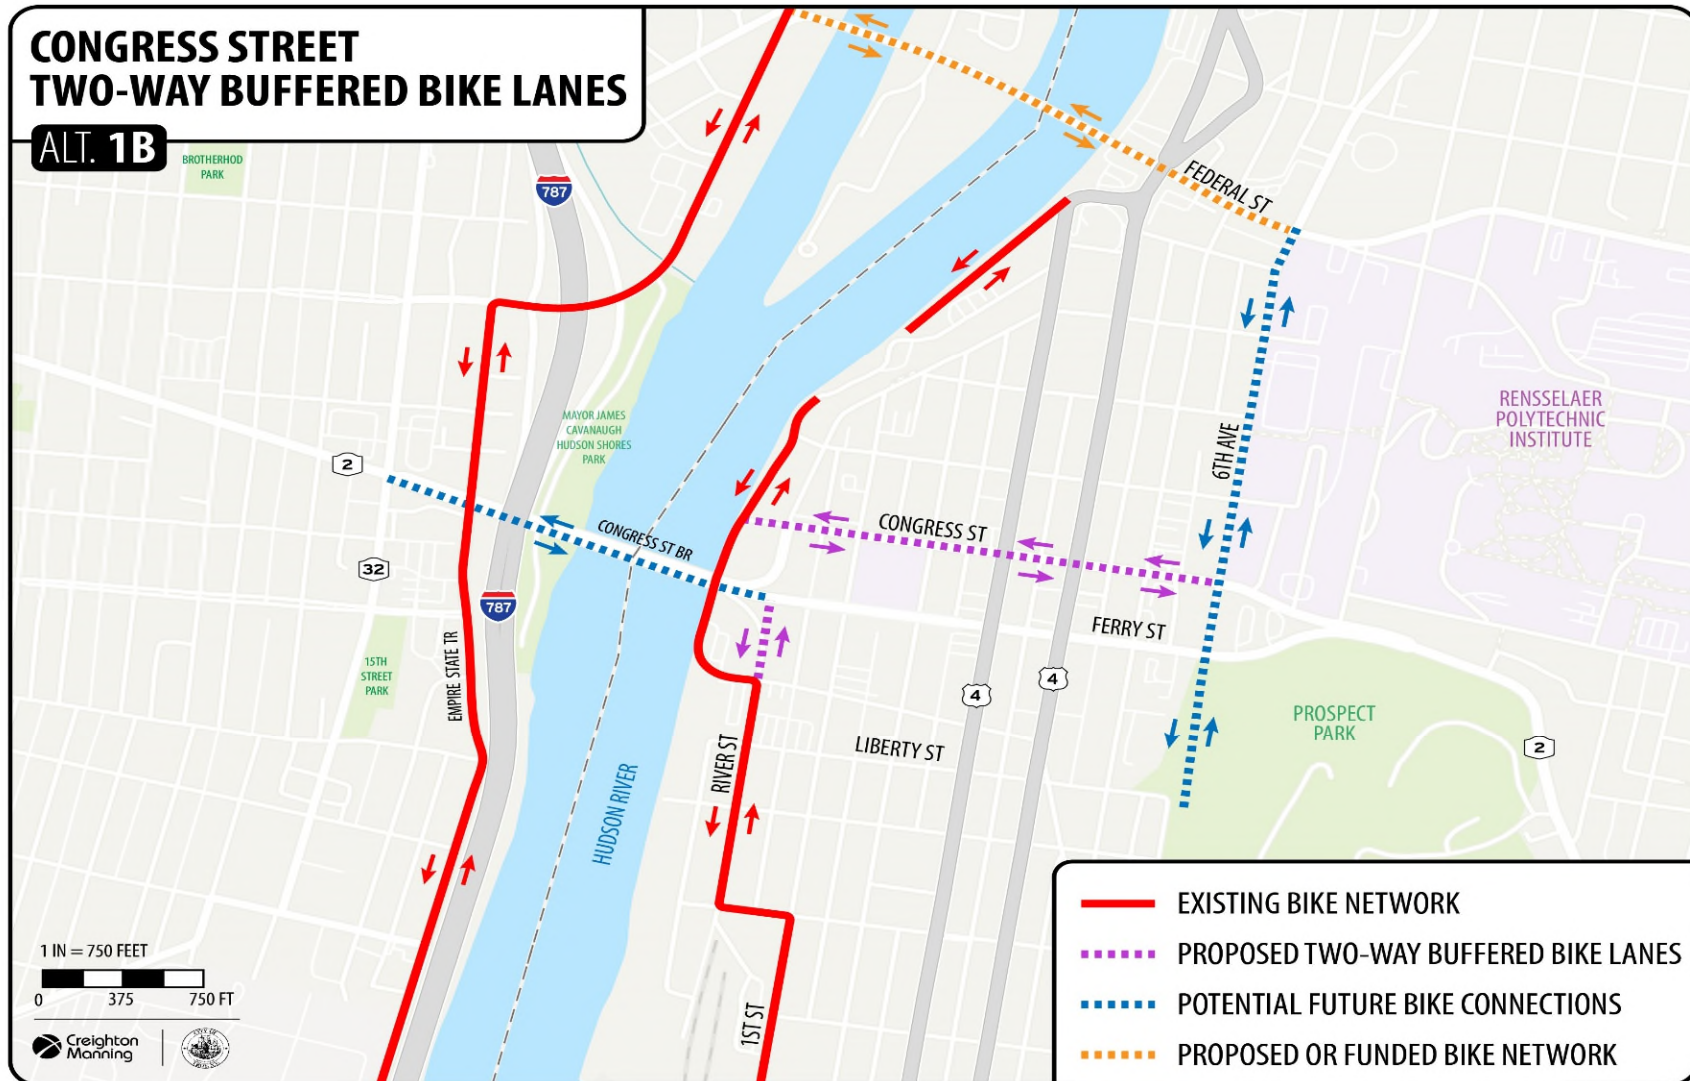 CONGRESS STREET
TWO-WAY BUFFERED BIKE LANES
ALT. 1B
BROTHERHOD
PARK
787
FEDERAL ST
RENSSELAER
POLYTECHNIC
INSTITUTE
MAYOR JAMES
CAVANAUGH
HUDSON SHORES
PARK
6TH AVE
2
CONGRESS ST
CONGRESS ST BR
32
787
FERRY ST
EMPIRE STATE TR
15TH
STREET
PARK
4
4
PROSPECT
PARK
2
LIBERTY ST
RIVER ST
HUDSON RIVER
1ST ST
1 IN = 750 FEET
0 375 750 FT
Creighton
Manning
EXISTING BIKE NETWORK
PROPOSED TWO-WAY BUFFERED BIKE LANES
POTENTIAL FUTURE BIKE CONNECTIONS
PROPOSED OR FUNDED BIKE NETWORK